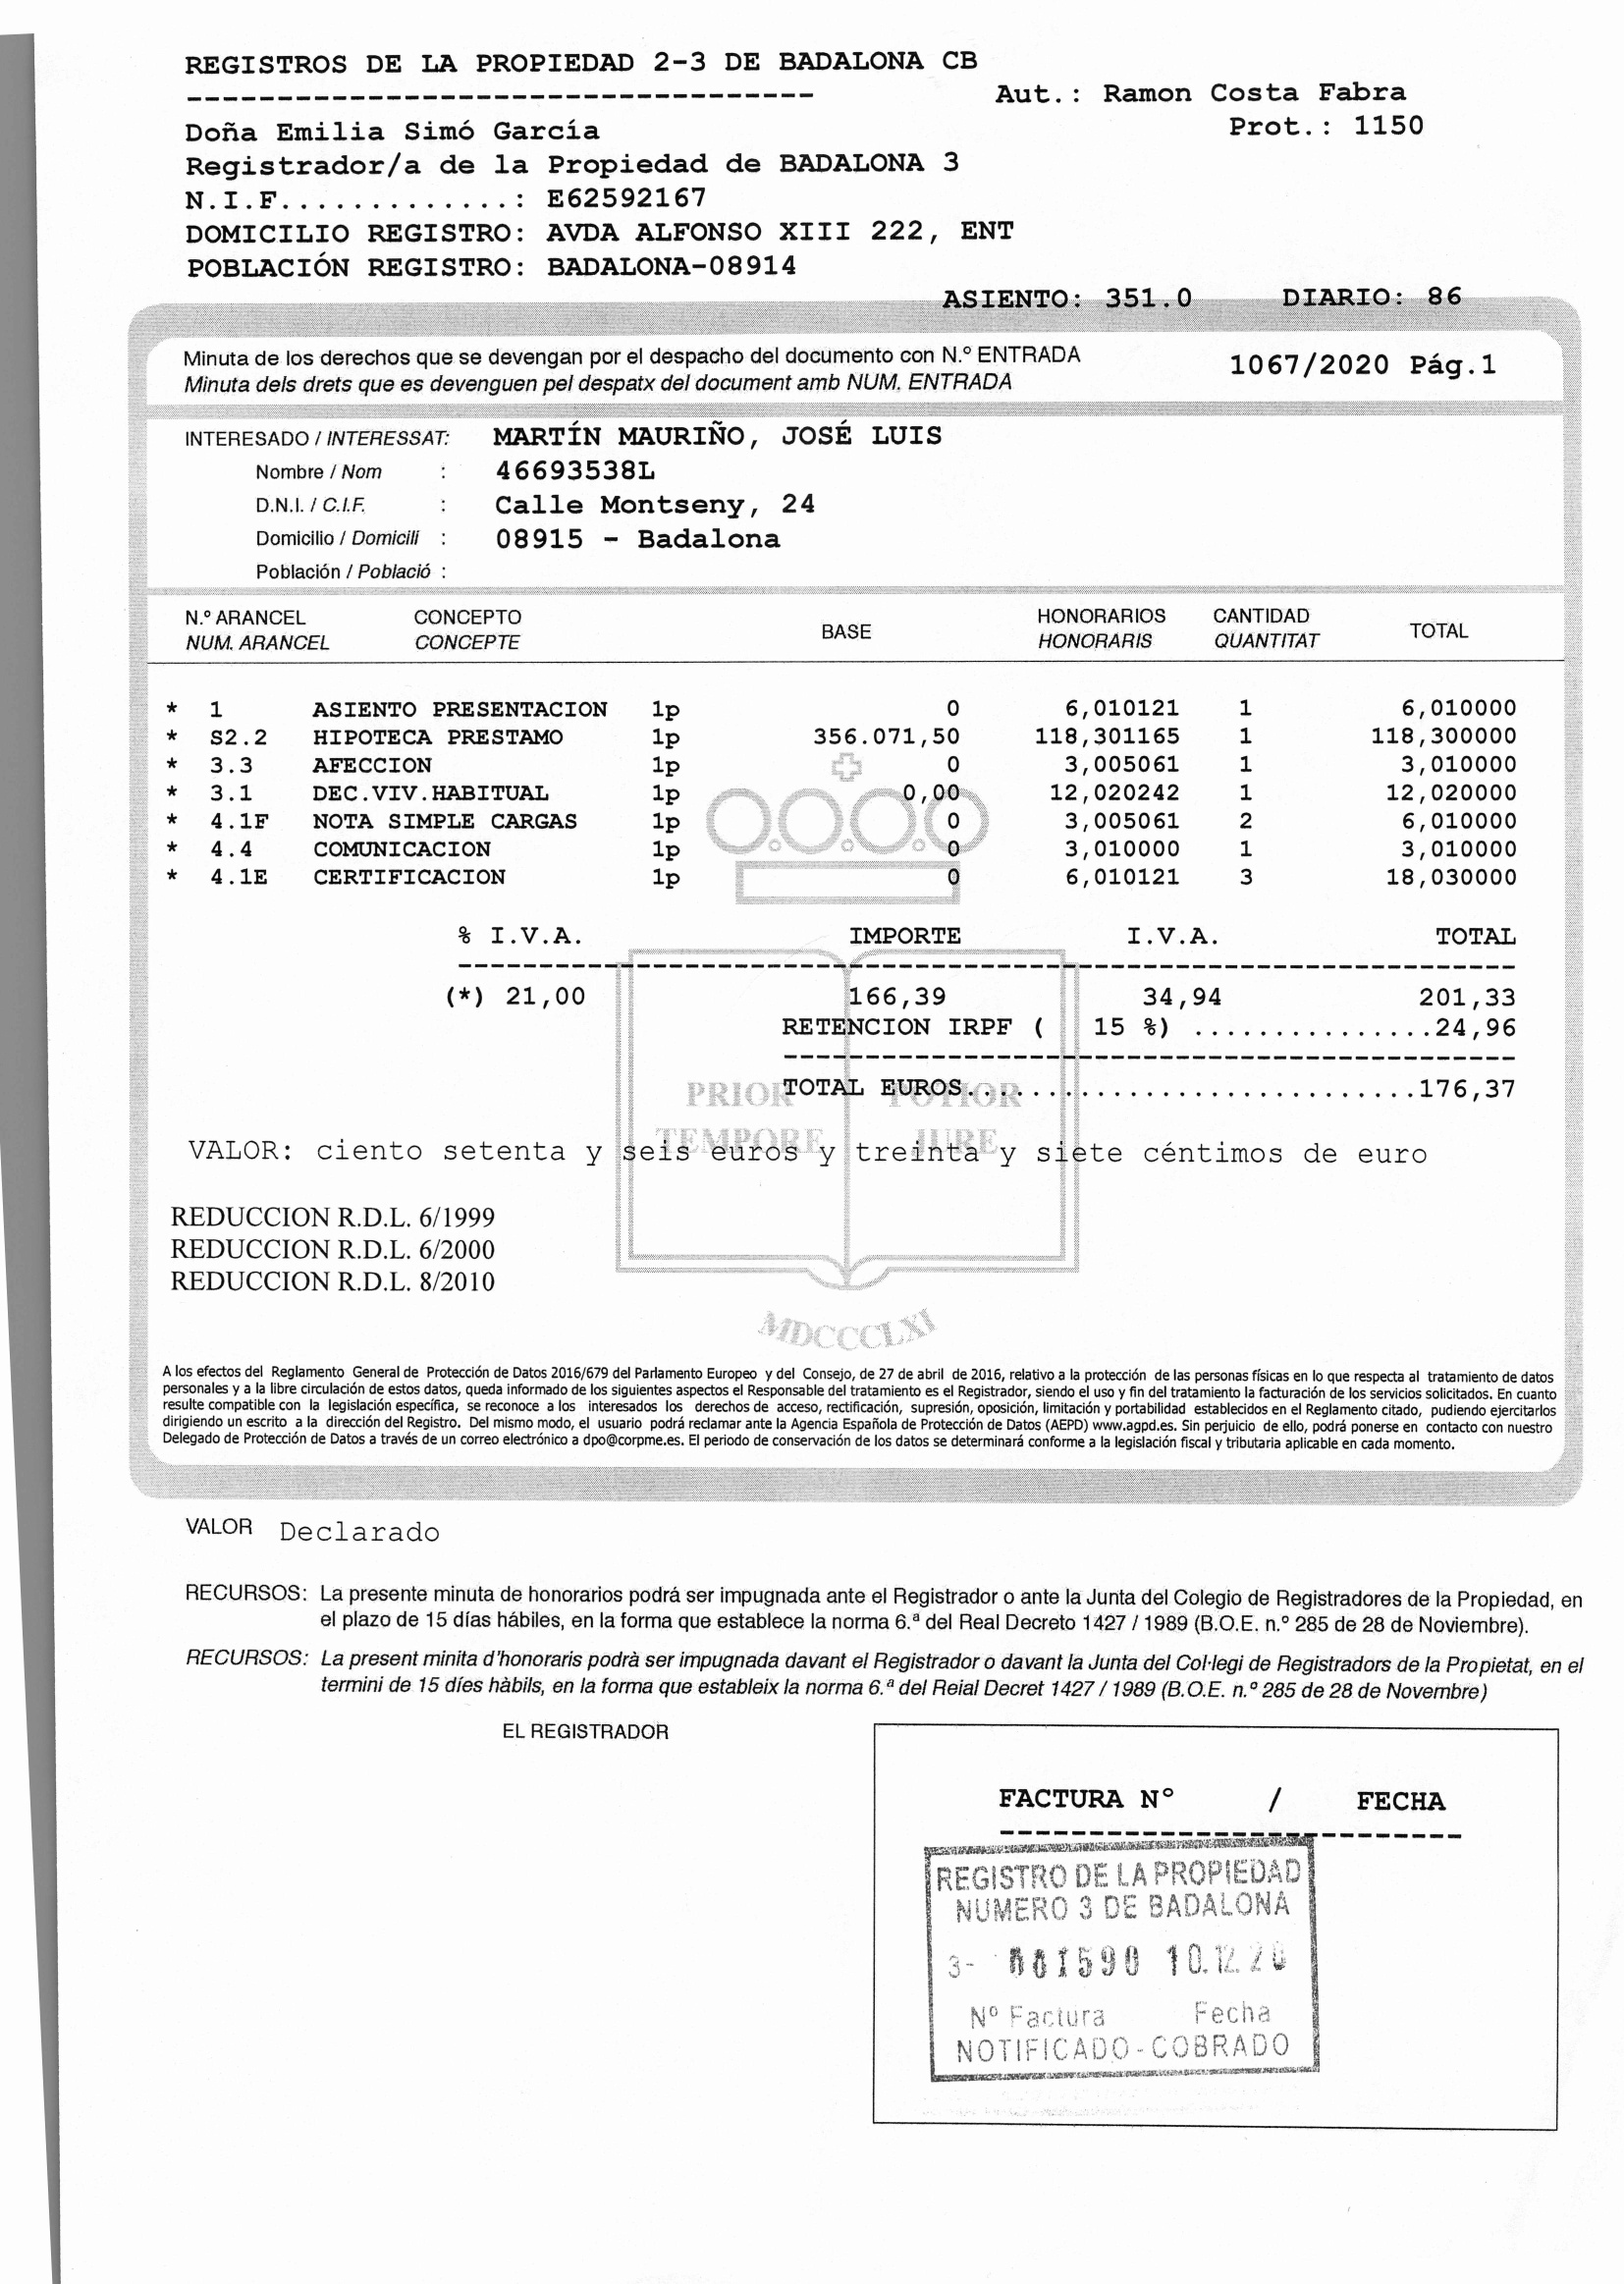 REGISTROS DE LA PROPIEDAD 2-3 DE BADALONA CB
-----------------------------------
Aut.: Ramon Costa Fabra
Doña Emilia Simó García
Prot.: 1150
Registrador/a de la Propiedad de BADALONA 3
N.I.F.............: E62592167
DOMICILIO REGISTRO: AVDA ALFONSO XIII 222, ENT
POBLACIÓN REGISTRO: BADALONA-08914
ASIENTO: 351.0 DIARIO: 86
Minuta de los derechos que se devengan por el despacho del documento con N.º ENTRADA
1067/2020 Pág.1
Minuta dels drets que es devenguen pel despatx del document amb NUM. ENTRADA
INTERESADO / INTERESSAT: MARTÍN MAURIÑO, JOSÉ LUIS
Nombre / Nom : 46693538L
D.N.I. / C.I.F. : Calle Montseny, 24
Domicilio / Domicili : 08915 - Badalona
Población / Població :
N.º ARANCEL CONCEPTO BASE HONORARIOS CANTIDAD TOTAL
NUM. ARANCEL CONCEPTE HONORARIS QUANTITAT
* 1 ASIENTO PRESENTACION 1p 0 6,010121 1 6,010000
* S2.2 HIPOTECA PRESTAMO 1p 356.071,50 118,301165 1 118,300000
* 3.3 AFECCION 1p 0 3,005061 1 3,010000
* 3.1 DEC.VIV.HABITUAL 1p 0,00 12,020242 1 12,020000
* 4.1F NOTA SIMPLE CARGAS 1p 0 3,005061 2 6,010000
* 4.4 COMUNICACION 1p 0 3,010000 1 3,010000
* 4.1E CERTIFICACION 1p 0 6,010121 3 18,030000
% I.V.A. IMPORTE I.V.A. TOTAL
(*) 21,00 166,39 34,94 201,33
RETENCION IRPF ( 15 %) ...............24,96
TOTAL EUROS............................176,37
PRIOR POTIOR
TEMPORE JURE
VALOR: ciento setenta y seis euros y treinta y siete céntimos de euro
REDUCCION R.D.L. 6/1999
REDUCCION R.D.L. 6/2000
REDUCCION R.D.L. 8/2010
MDCCCLXI
A los efectos del Reglamento General de Protección de Datos 2016/679 del Parlamento Europeo y del Consejo, de 27 de abril de 2016, relativo a la protección de las personas físicas en lo que respecta al tratamiento de datos
personales y a la libre circulación de estos datos, queda informado de los siguientes aspectos el Responsable del tratamiento es el Registrador, siendo el uso y fin del tratamiento la facturación de los servicios solicitados. En cuanto
resulte compatible con la legislación específica, se reconoce a los interesados los derechos de acceso, rectificación, supresión, oposición, limitación y portabilidad establecidos en el Reglamento citado, pudiendo ejercitarlos
dirigiendo un escrito a la dirección del Registro. Del mismo modo, el usuario podrá reclamar ante la Agencia Española de Protección de Datos (AEPD) www.agpd.es. Sin perjuicio de ello, podrá ponerse en contacto con nuestro
Delegado de Protección de Datos a través de un correo electrónico a dpo@corpme.es. El periodo de conservación de los datos se determinará conforme a la legislación fiscal y tributaria aplicable en cada momento.
VALOR Declarado
RECURSOS: La presente minuta de honorarios podrá ser impugnada ante el Registrador o ante la Junta del Colegio de Registradores de la Propiedad, en
el plazo de 15 días hábiles, en la forma que establece la norma 6.ª del Real Decreto 1427 / 1989 (B.O.E. n.º 285 de 28 de Noviembre).
RECURSOS: La present minita d'honoraris podrà ser impugnada davant el Registrador o davant la Junta del Col·legi de Registradors de la Propietat, en el
termini de 15 díes hàbils, en la forma que estableix la norma 6.ª del Reial Decret 1427 / 1989 (B.O.E. n.º 285 de 28 de Novembre)
EL REGISTRADOR
FACTURA Nº / FECHA
REGISTRO DE LA PROPIEDAD
NUMERO 3 DE BADALONA
3- 001590 10.12.20
Nº Factura Fecha
NOTIFICADO-COBRADO